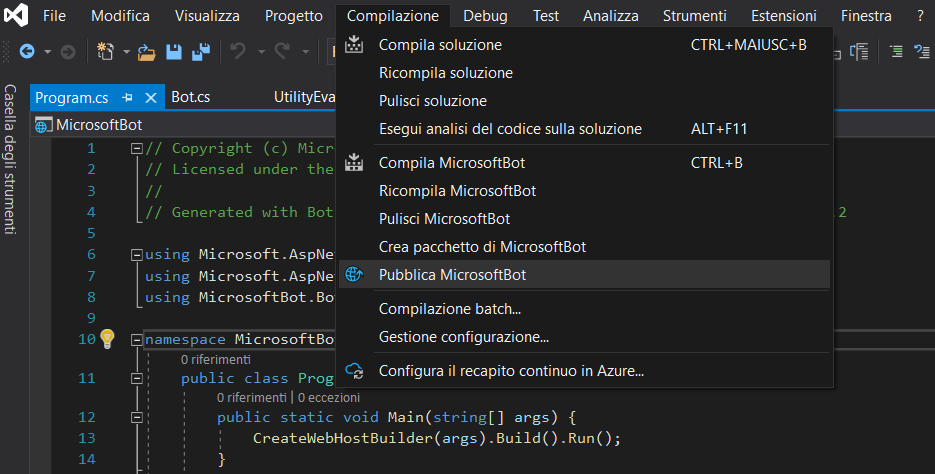 File Modifica Visualizza Progetto Compilazione Debug Test Analizza Strumenti Estensioni Finestra ?
Compila soluzione CTRL+MAIUSC+B
Ricompila soluzione
Pulisci soluzione
Esegui analisi del codice sulla soluzione ALT+F11
Compila MicrosoftBot CTRL+B
Ricompila MicrosoftBot
Pulisci MicrosoftBot
Crea pacchetto di MicrosoftBot
Pubblica MicrosoftBot
Compilazione batch...
Gestione configurazione...
Configura il recapito continuo in Azure...
Casella degli strumenti
Program.cs Bot.cs UtilityEva
MicrosoftBot
1 // Copyright (c) Micr
2 // Licensed under the
3 //
4 // Generated with Bot .2
5
6 using Microsoft.AspNe
7 using Microsoft.AspNe
8 using MicrosoftBot.Bo
9
10 namespace MicrosoftBo
0 riferimenti
11 public class Prog
0 riferimenti | 0 eccezioni
12 public static void Main(string[] args) {
13 CreateWebHostBuilder(args).Build().Run();
14 }